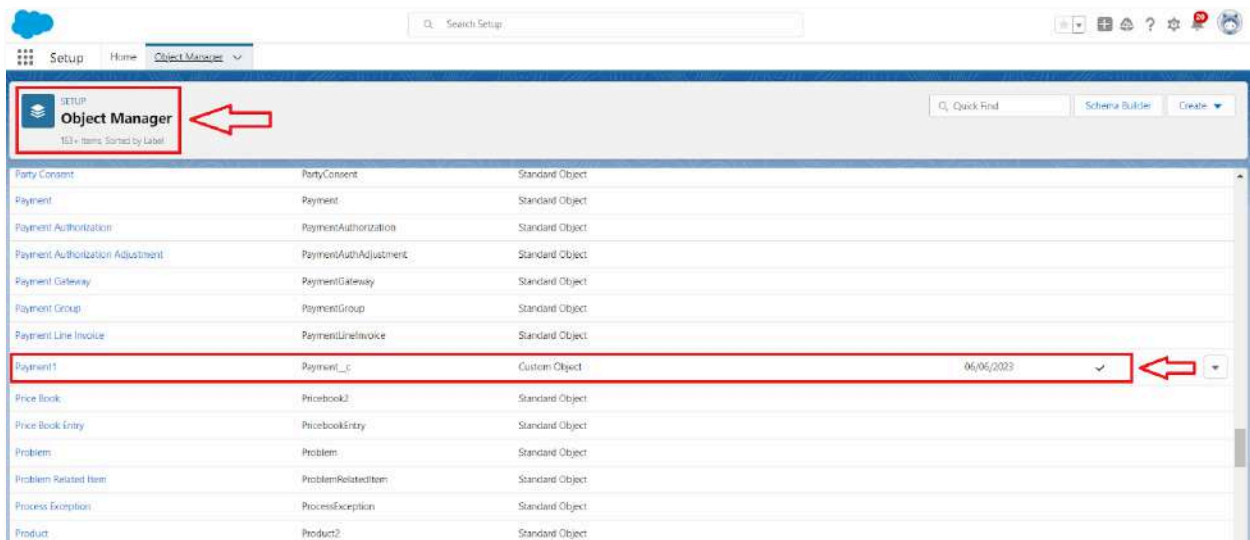 Search Setup
20
Setup Home Object Manager
SETUP
Object Manager
163+ Items, Sorted by Label
Quick Find Schema Builder Create
Party Consent PartyConsent Standard Object
Payment Payment Standard Object
Payment Authorization PaymentAuthorization Standard Object
Payment Authorization Adjustment PaymentAuthAdjustment Standard Object
Payment Gateway PaymentGateway Standard Object
Payment Group PaymentGroup Standard Object
Payment Line Invoice PaymentLineInvoice Standard Object
Payment1 Payment__c Custom Object 06/06/2023
Price Book Pricebook2 Standard Object
Price Book Entry PricebookEntry Standard Object
Problem Problem Standard Object
Problem Related Item ProblemRelatedItem Standard Object
Process Exception ProcessException Standard Object
Product Product2 Standard Object